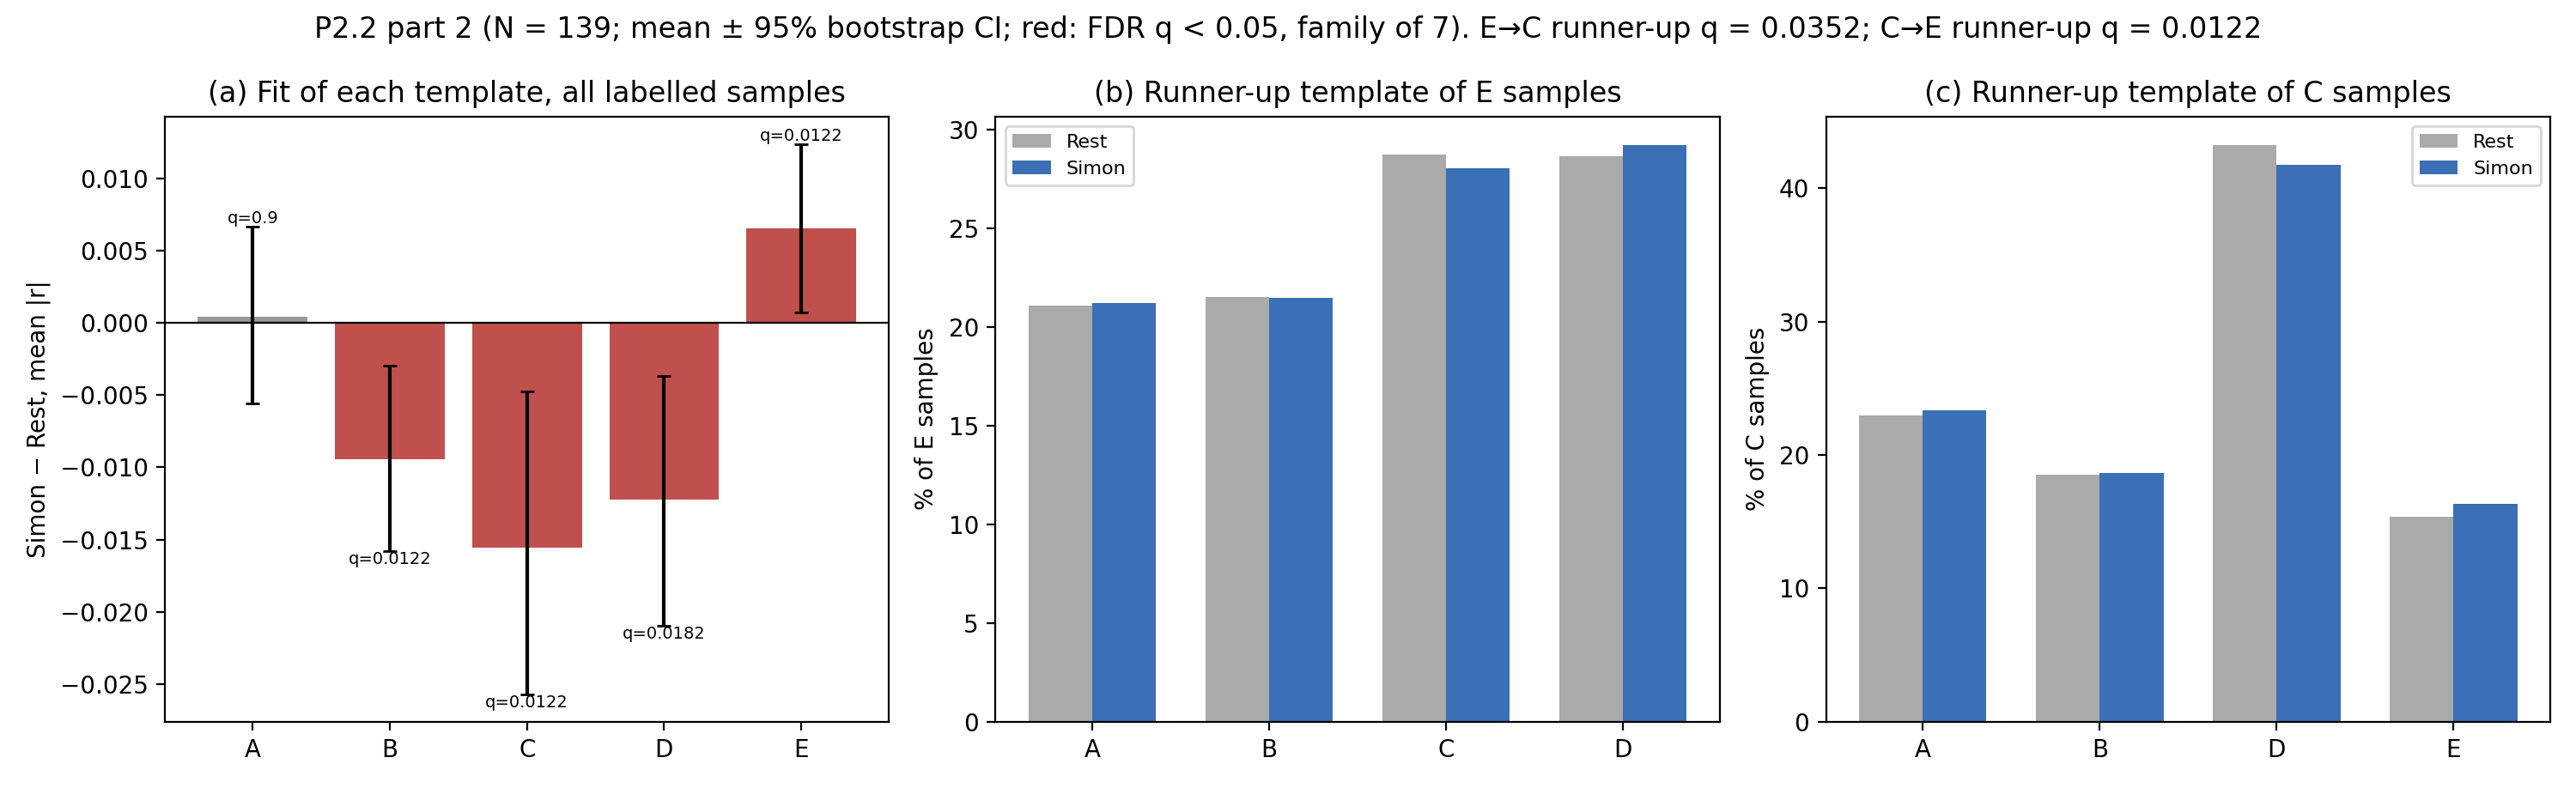 P2.2 part 2 (N = 139; mean ± 95% bootstrap CI; red: FDR q < 0.05, family of 7). E→C runner-up q = 0.0352; C→E runner-up q = 0.0122
(a) Fit of each template, all labelled samples
Simon − Rest, mean |r|
0.010
0.005
0.000
−0.005
−0.010
−0.015
−0.020
−0.025
q=0.9
q=0.0122
q=0.0122
q=0.0182
q=0.0122
A
B
C
D
E
(b) Runner-up template of E samples
% of E samples
30
25
20
15
10
5
0
Rest
Simon
A
B
C
D
(c) Runner-up template of C samples
% of C samples
40
30
20
10
0
Rest
Simon
A
B
D
E